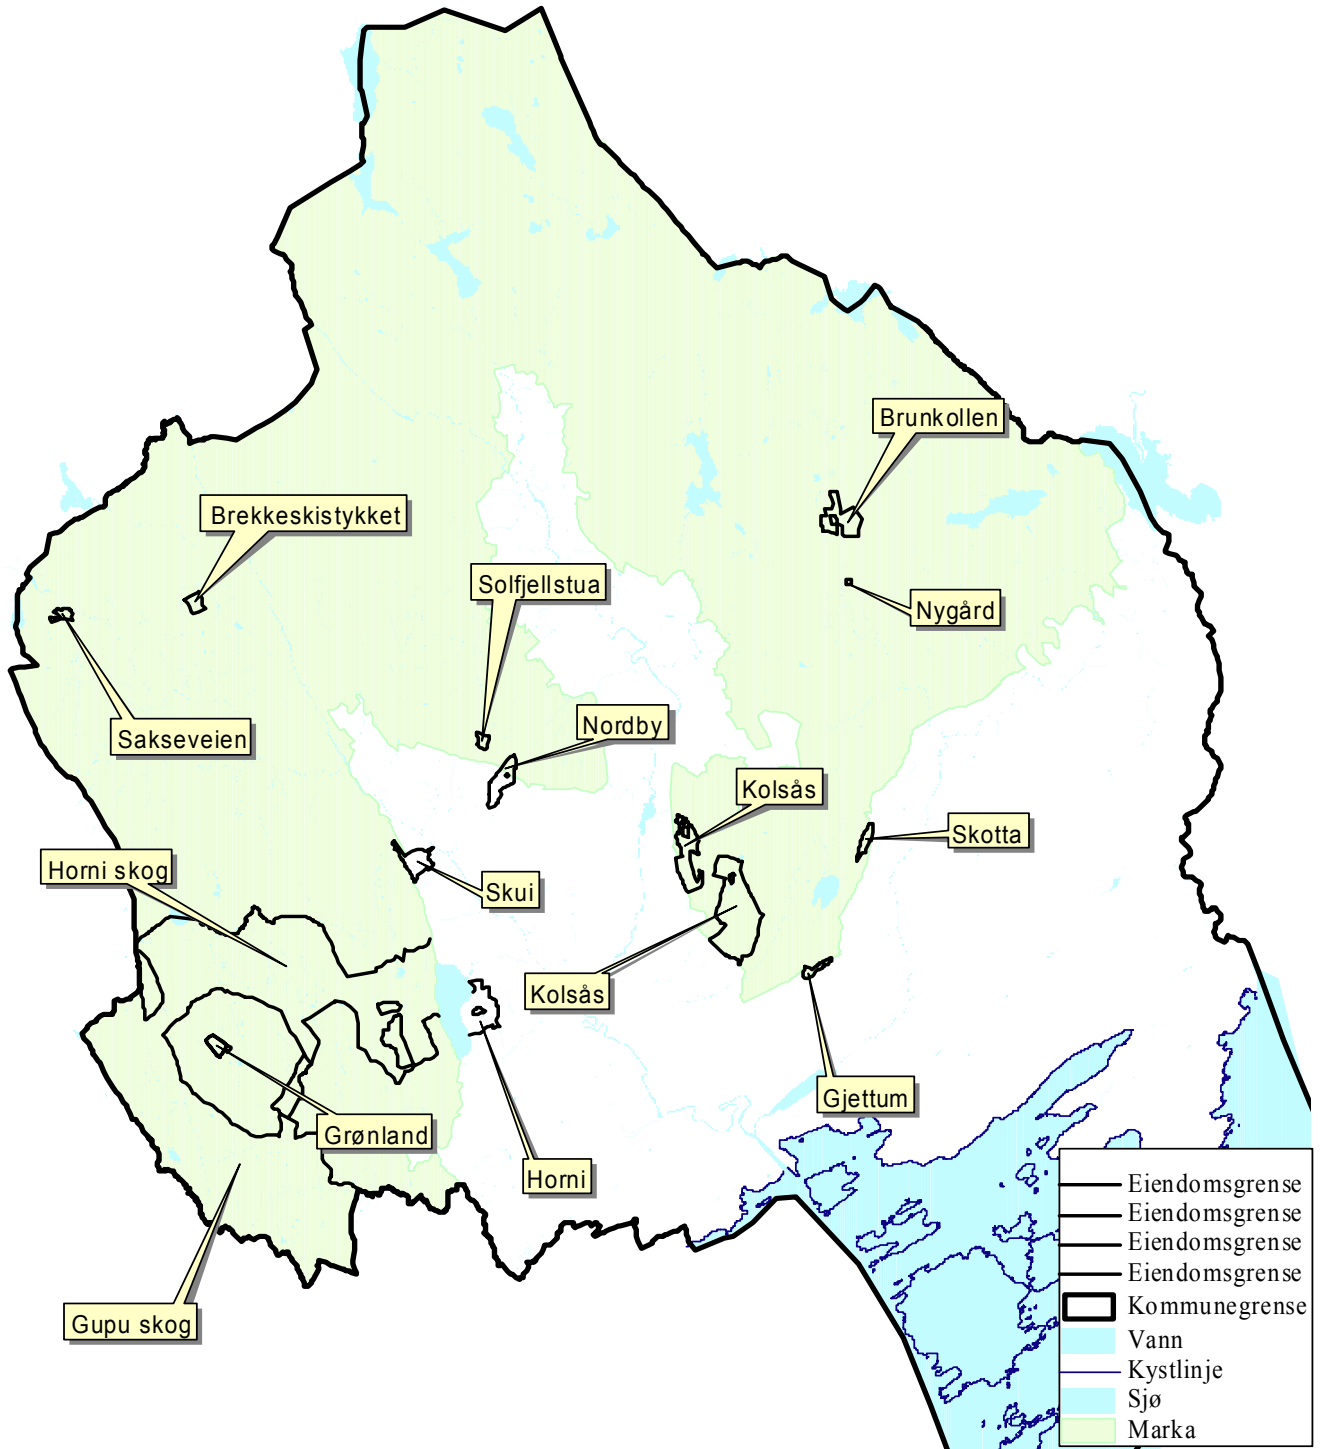 Brunkollen
Brekkeskistykket
Solfjellstua
Nygård
Sakseveien
Nordby
Kolsås
Skotta
Horni skog
Skui
Kolsås
Gjettum
Grønland
Horni
Gupu skog
Eiendomsgrense
Eiendomsgrense
Eiendomsgrense
Eiendomsgrense
Kommunegrense
Vann
Kystlinje
Sjø
Marka